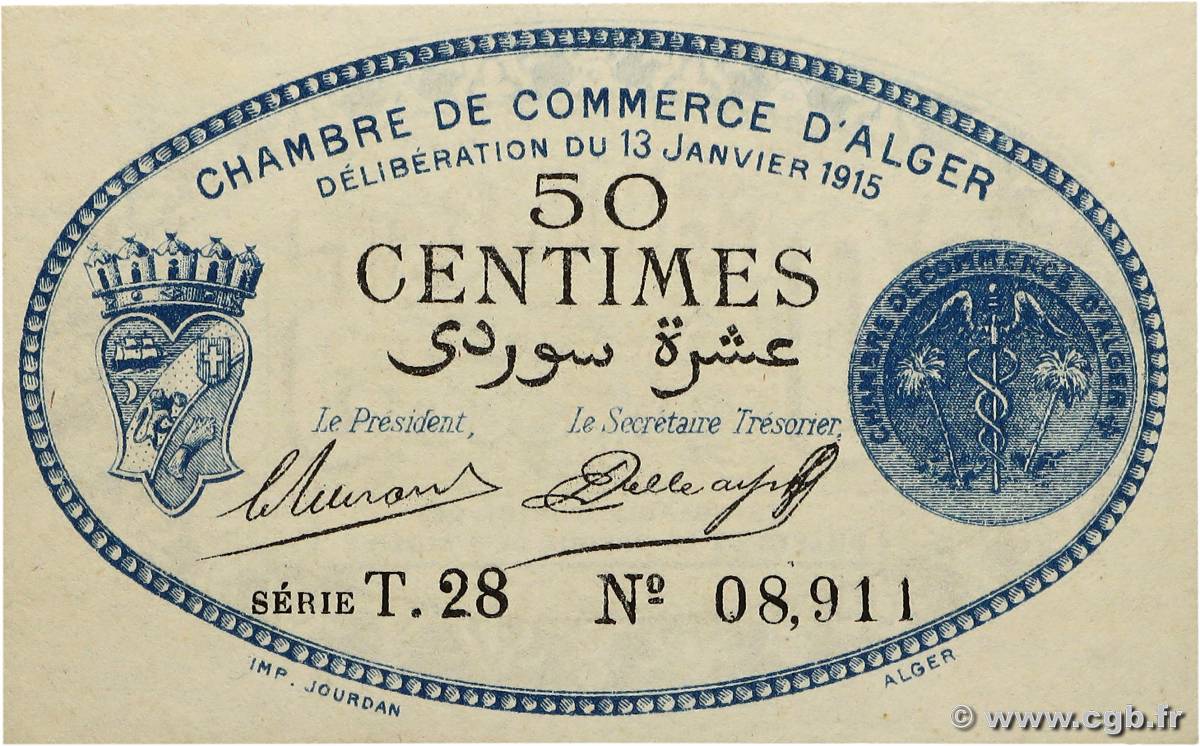 CHAMBRE DE COMMERCE D'ALGER
DÉLIBÉRATION DU 13 JANVIER 1915
50
CENTIMES
عشرة سوردى
CHAMBRE DE COMMERCE D'ALGER
Le Président, Le Secrétaire Trésorier,
SÉRIE T. 28 Nº 08,911
IMP. JOURDAN ALGER
© www.cgb.fr